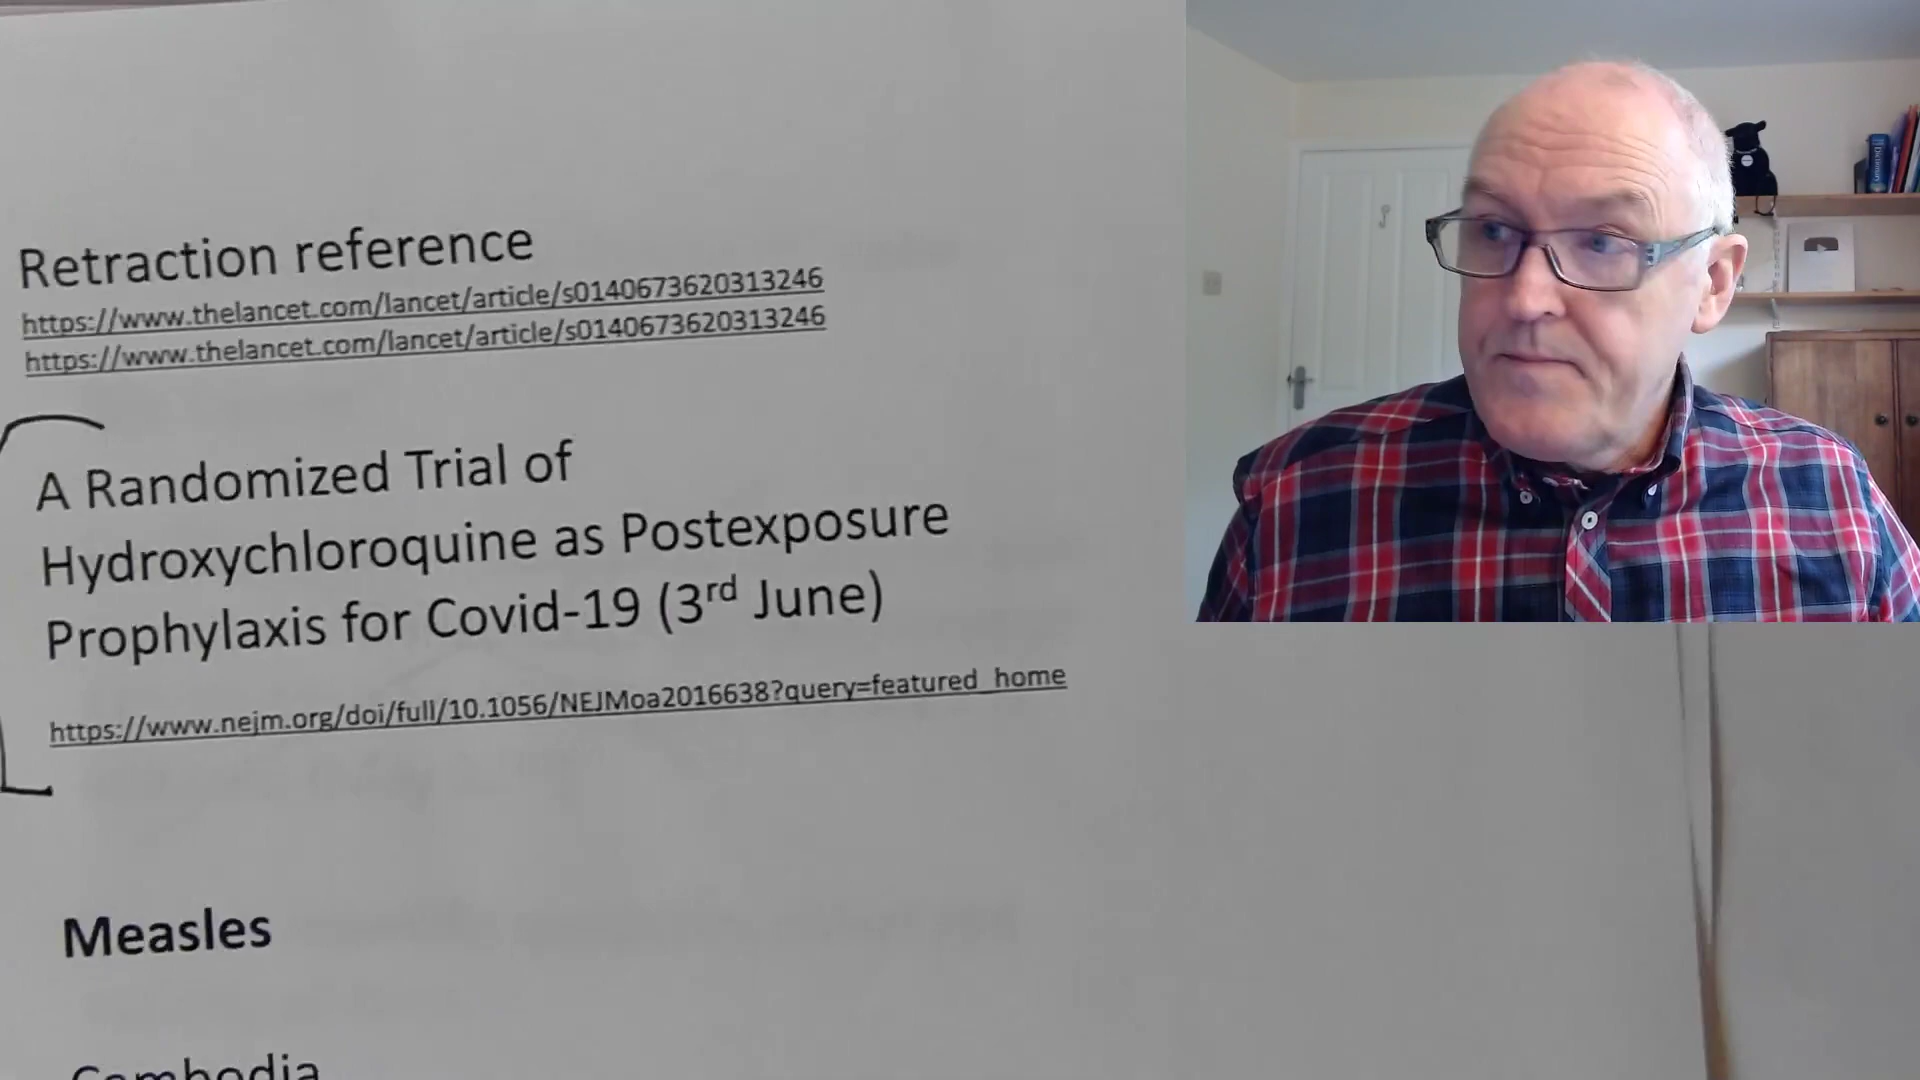 Retraction reference
https://www.thelancet.com/lancet/article/s0140673620313246
https://www.thelancet.com/lancet/article/s0140673620313246
A Randomized Trial of
Hydroxychloroquine as Postexposure
Prophylaxis for Covid-19 (3rd June)
https://www.nejm.org/doi/full/10.1056/NEJMoa2016638?query=featured_home
Measles
Cambodia
Dictionary